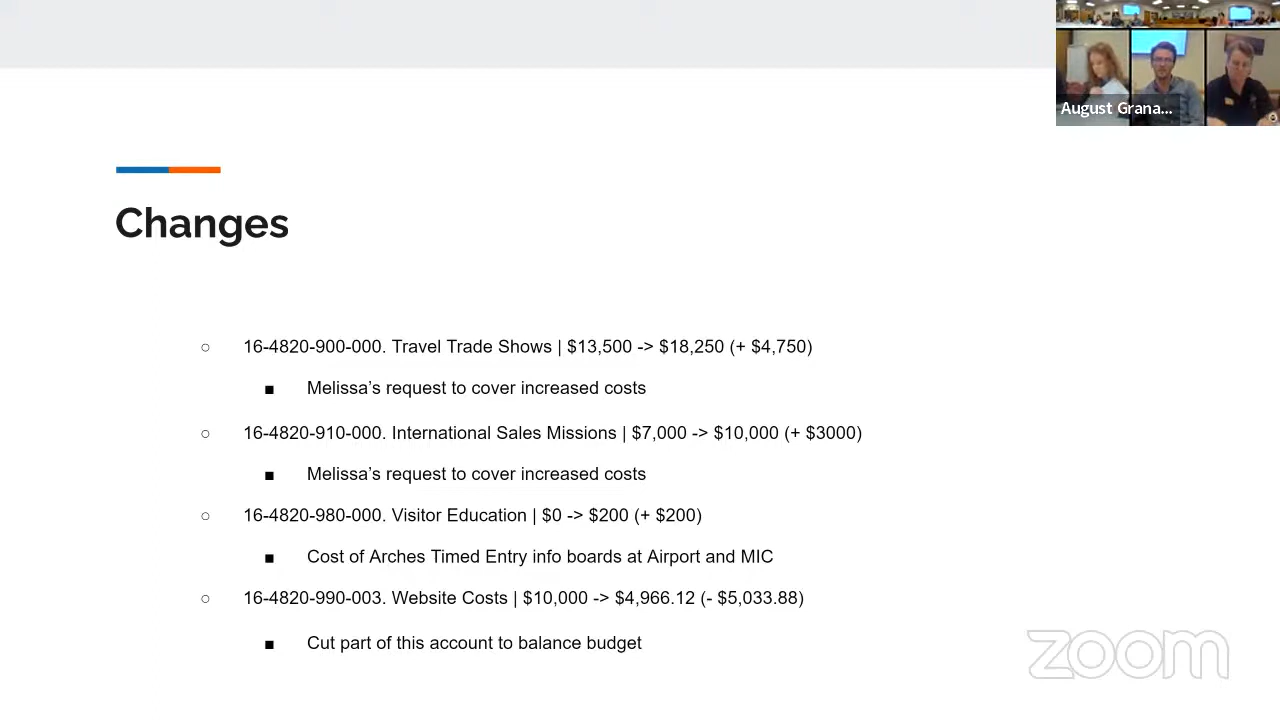 August Grana...
Changes
○ 16-4820-900-000. Travel Trade Shows | $13,500 -> $18,250 (+ $4,750)
■ Melissa’s request to cover increased costs
○ 16-4820-910-000. International Sales Missions | $7,000 -> $10,000 (+ $3000)
■ Melissa’s request to cover increased costs
○ 16-4820-980-000. Visitor Education | $0 -> $200 (+ $200)
■ Cost of Arches Timed Entry info boards at Airport and MIC
○ 16-4820-990-003. Website Costs | $10,000 -> $4,966.12 (- $5,033.88)
■ Cut part of this account to balance budget
zoom